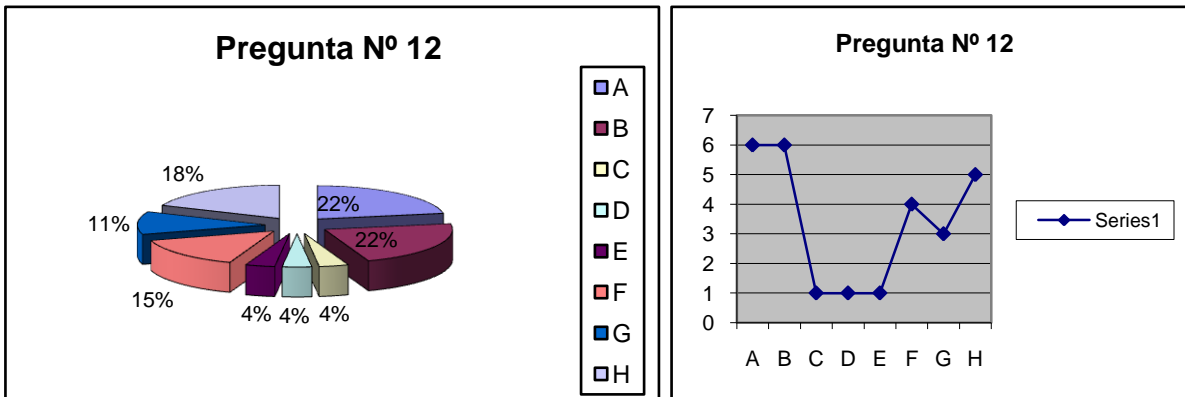 Pregunta Nº 12
22%
22%
4%
4%
4%
15%
11%
18%
A
B
C
D
E
F
G
H
Pregunta Nº 12
7
6
5
4
3
2
1
0
A B C D E F G H
Series1